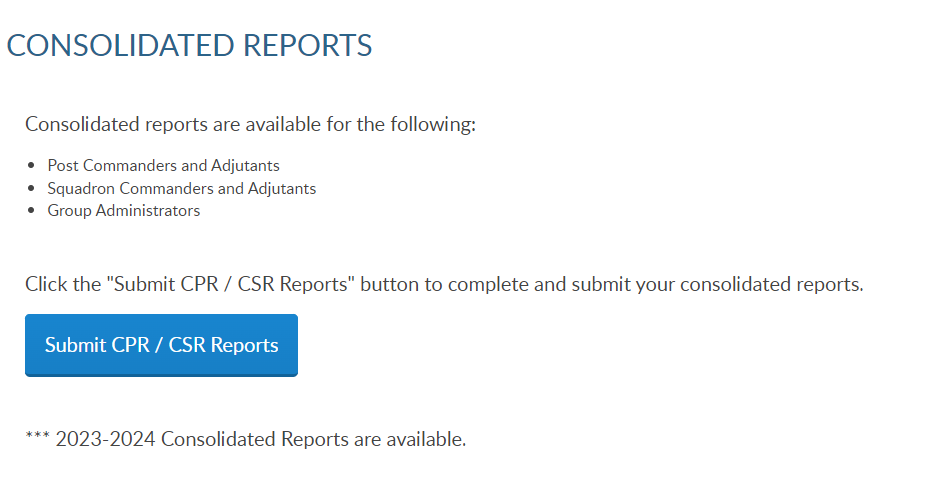 CONSOLIDATED REPORTS
Consolidated reports are available for the following:
• Post Commanders and Adjutants
• Squadron Commanders and Adjutants
• Group Administrators
Click the "Submit CPR / CSR Reports" button to complete and submit your consolidated reports.
Submit CPR / CSR Reports
*** 2023-2024 Consolidated Reports are available.